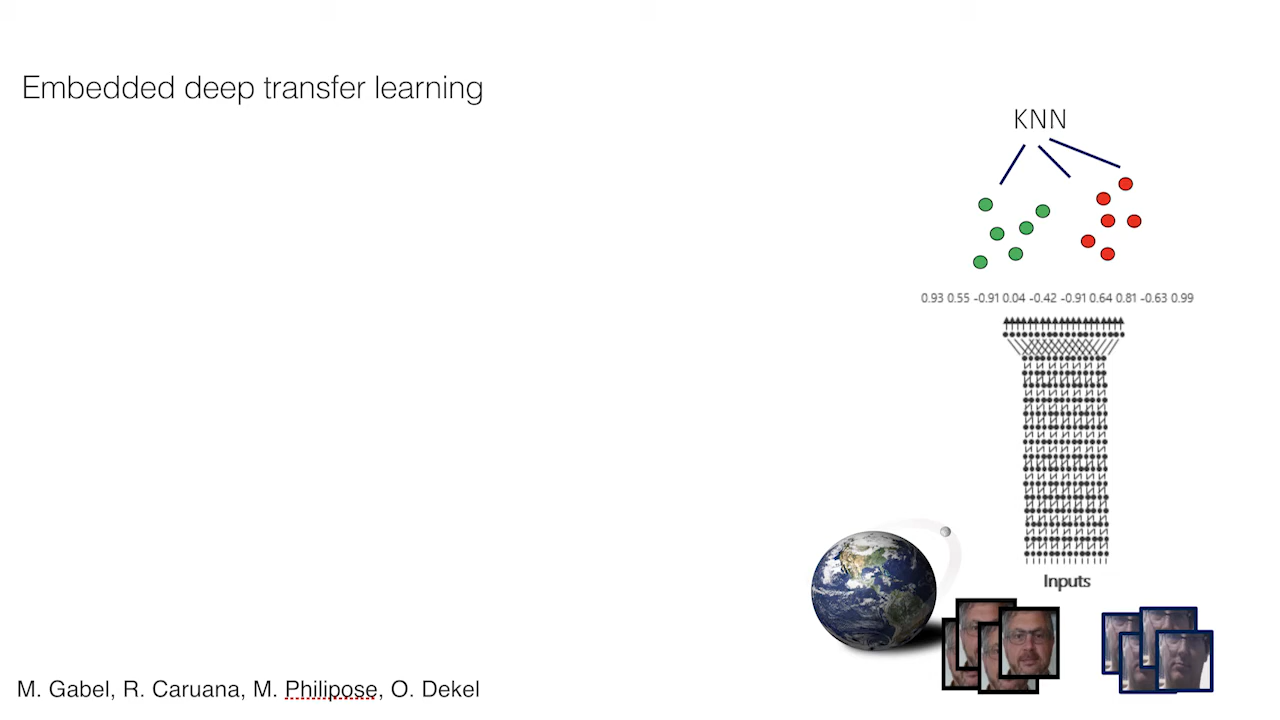 Embedded deep transfer learning
KNN
0.93 0.55 -0.91 0.04 -0.42 -0.91 0.64 0.81 -0.63 0.99
Inputs
M. Gabel, R. Caruana, M. Philipose, O. Dekel